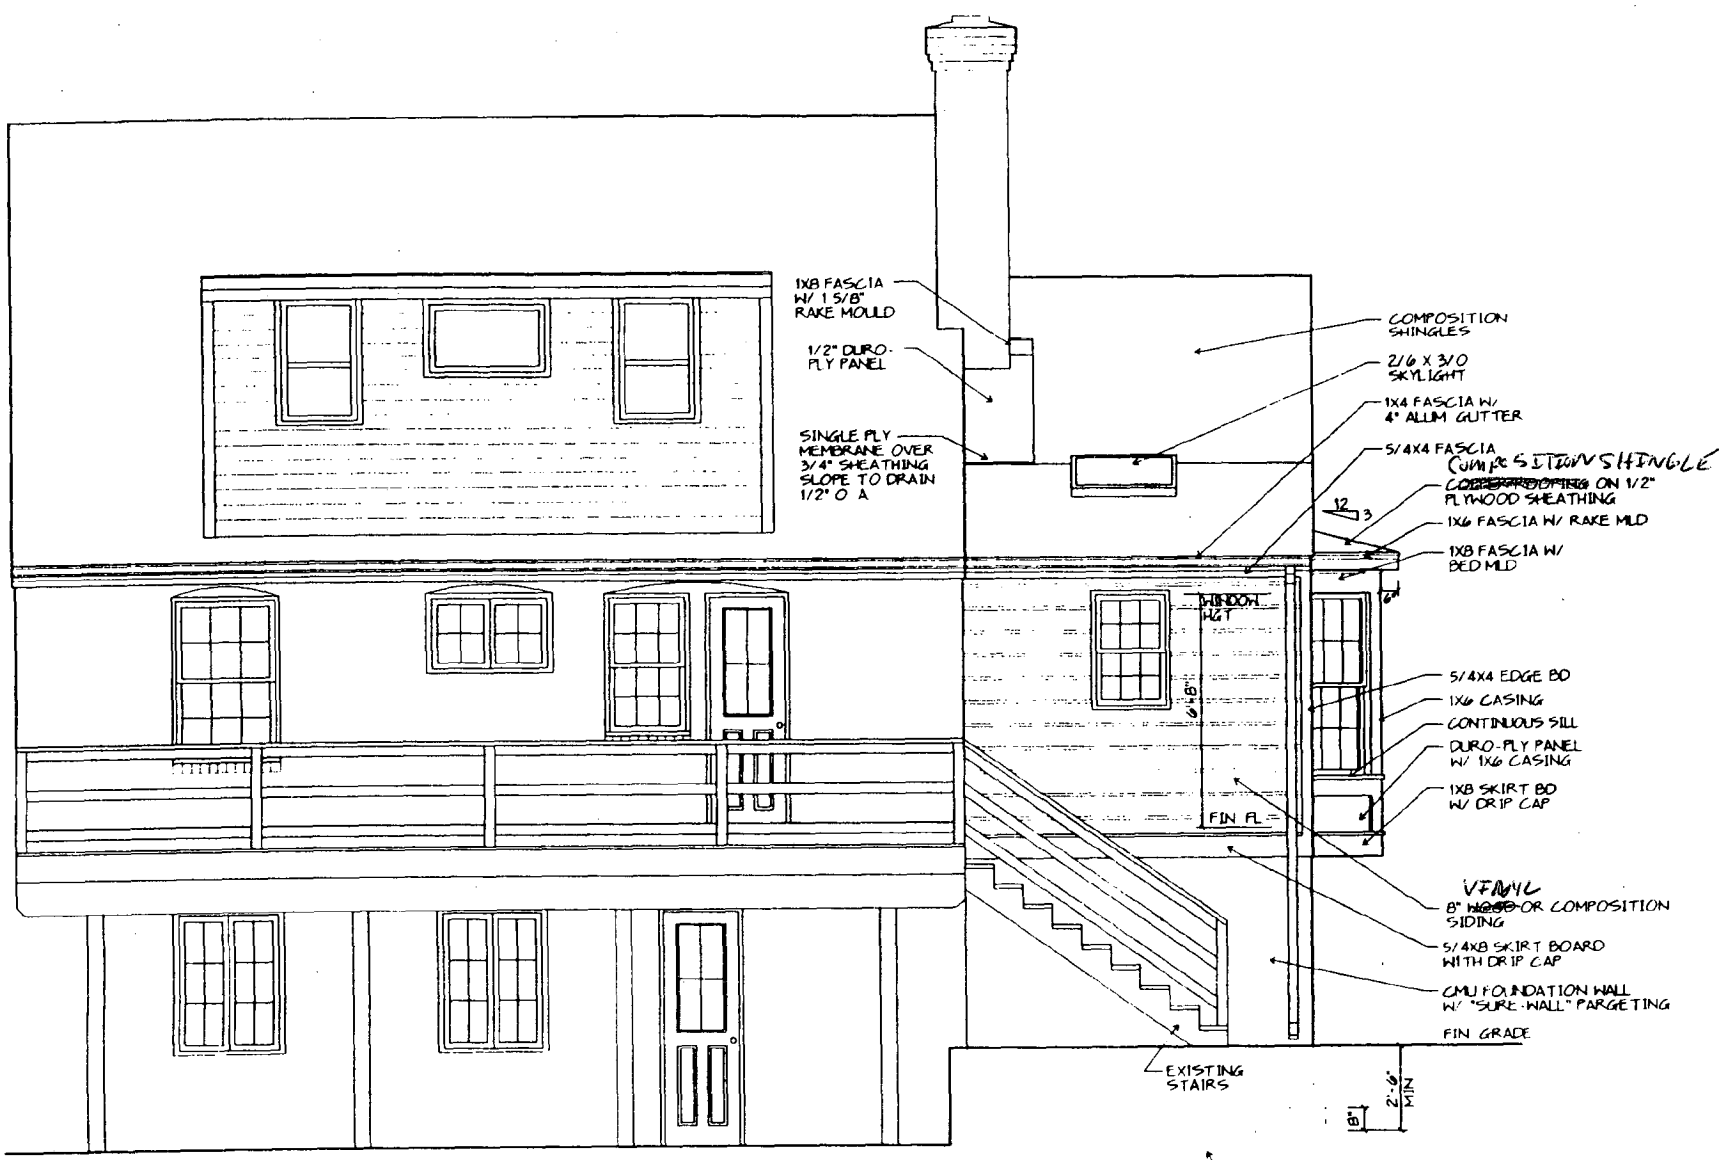 1X8 FASCIA
W/ 1 5/8"
RAKE MOULD
1/2" DURO-
PLY PANEL
SINGLE PLY
MEMBRANE OVER
3/4" SHEATHING
SLOPE TO DRAIN
1/2" O A
COMPOSITION
SHINGLES
2/6 X 3/0
SKYLIGHT
1X4 FASCIA W/
4" ALUM GUTTER
5/4X4 FASCIA
COMPOSITION SHINGLE
ON 1/2"
PLYWOOD SHEATHING
12
3
1X6 FASCIA W/ RAKE MLD
1X8 FASCIA W/
BED MLD
6"
WINDOW
HGT
6'-8"
FIN FL
5/4X4 EDGE BD
1X6 CASING
CONTINUOUS SILL
DURO-PLY PANEL
W/ 1X6 CASING
1X8 SKIRT BD
W/ DRIP CAP
VINYL
8" WOOD OR COMPOSITION
SIDING
5/4X8 SKIRT BOARD
WITH DRIP CAP
CMU FOUNDATION WALL
W/ "SURE-WALL" PARGETING
FIN GRADE
EXISTING
STAIRS
2'-6"
MIN
8"